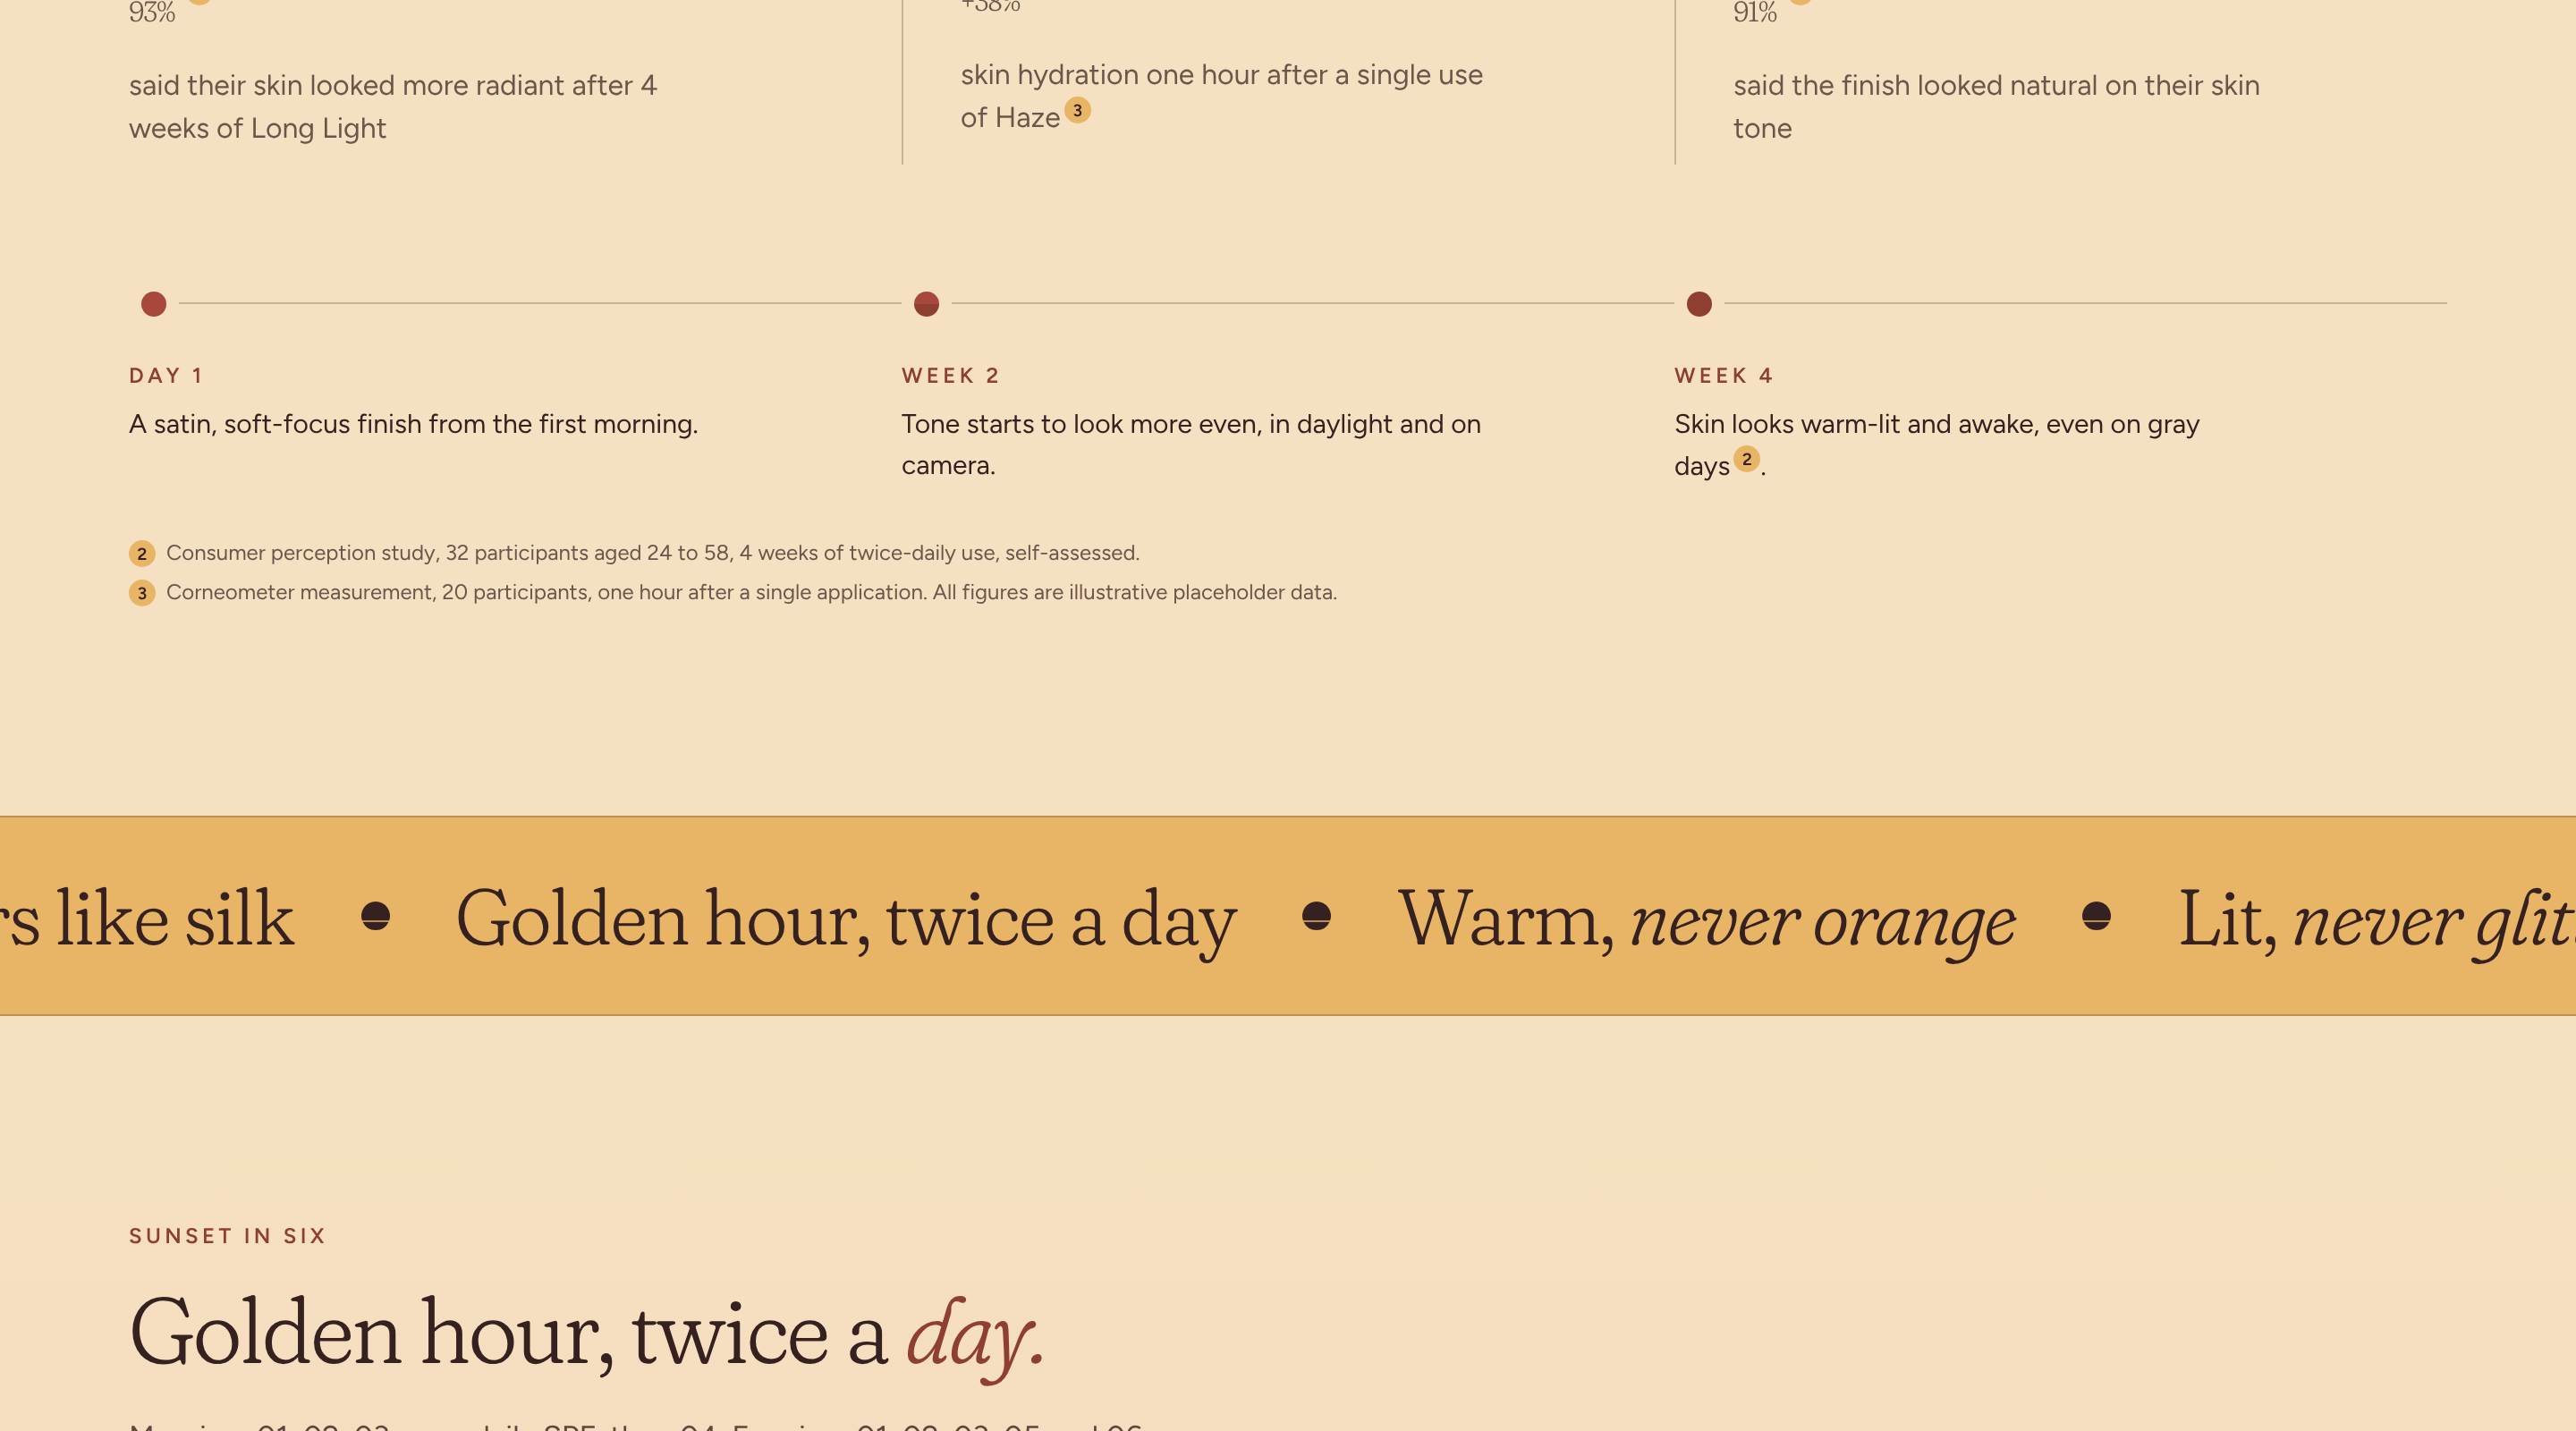 93%
+38%
91%
said their skin looked more radiant after 4
weeks of Long Light
skin hydration one hour after a single use
of Haze 3
said the finish looked natural on their skin
tone
DAY 1
A satin, soft-focus finish from the first morning.
WEEK 2
Tone starts to look more even, in daylight and on
camera.
WEEK 4
Skin looks warm-lit and awake, even on gray
days 2.
2 Consumer perception study, 32 participants aged 24 to 58, 4 weeks of twice-daily use, self-assessed.
3 Corneometer measurement, 20 participants, one hour after a single application. All figures are illustrative placeholder data.
like silk ● Golden hour, twice a day ● Warm, never orange ● Lit, never
SUNSET IN SIX
Golden hour, twice a day.